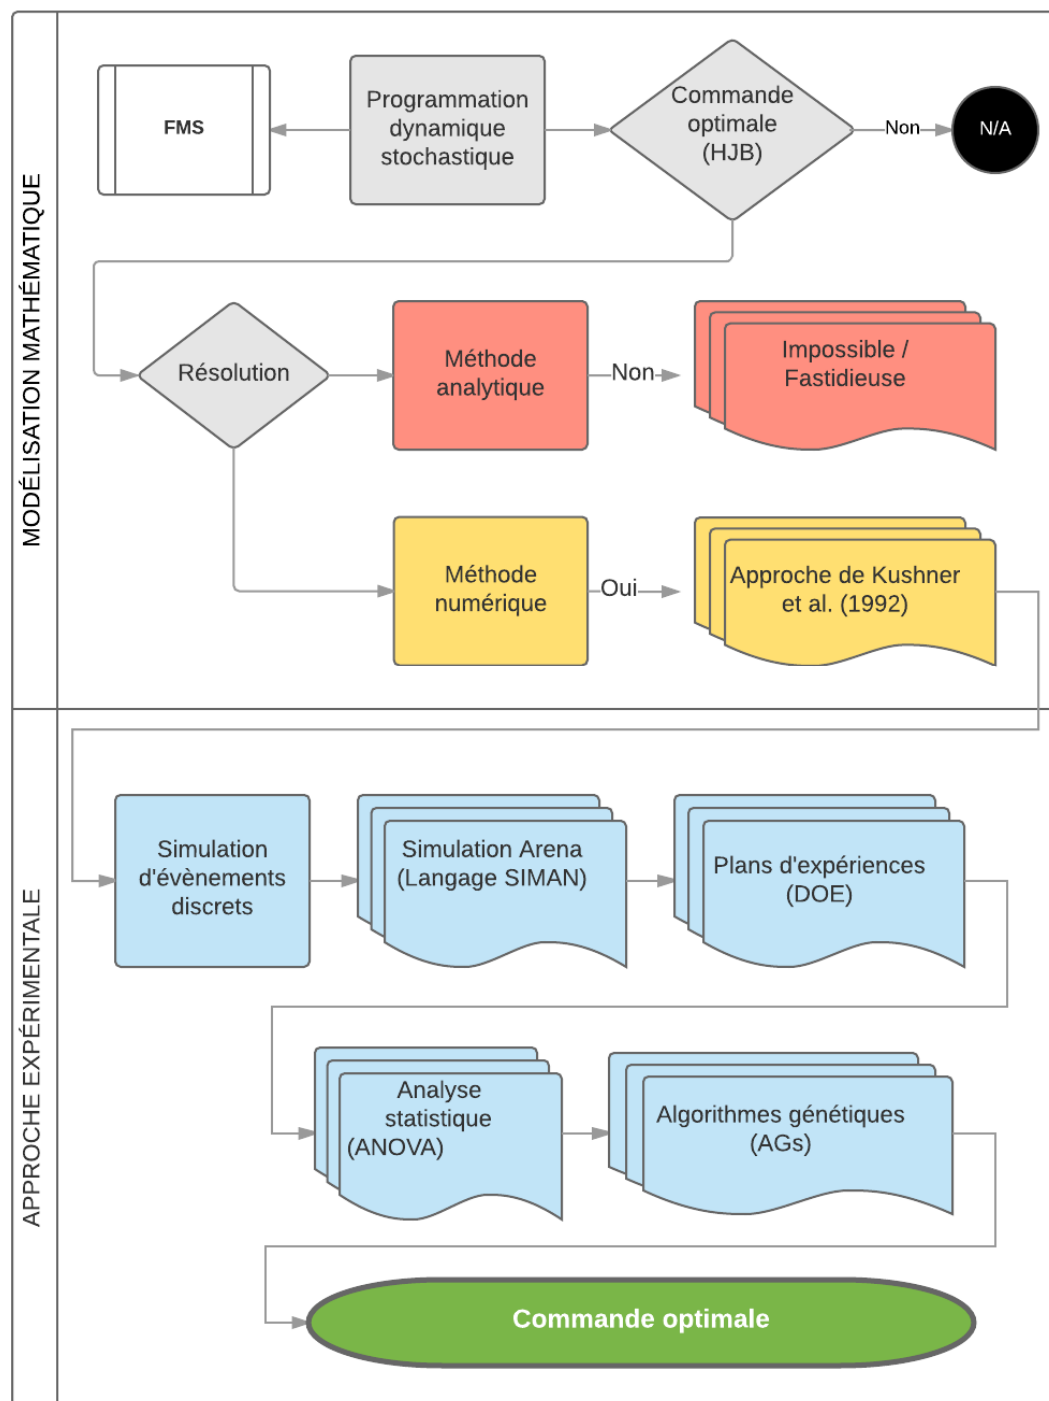 MODÉLISATION MATHÉMATIQUE
FMS
Programmation
dynamique
stochastique
Commande
optimale
(HJB)
Non
N/A
Résolution
Méthode
analytique
Non
Impossible /
Fastidieuse
Méthode
numérique
Oui
Approche de Kushner
et al. (1992)
APPROCHE EXPÉRIMENTALE
Simulation
d'évènements
discrets
Simulation Arena
(Langage SIMAN)
Plans d'expériences
(DOE)
Analyse
statistique
(ANOVA)
Algorithmes génétiques
(AGs)
Commande optimale